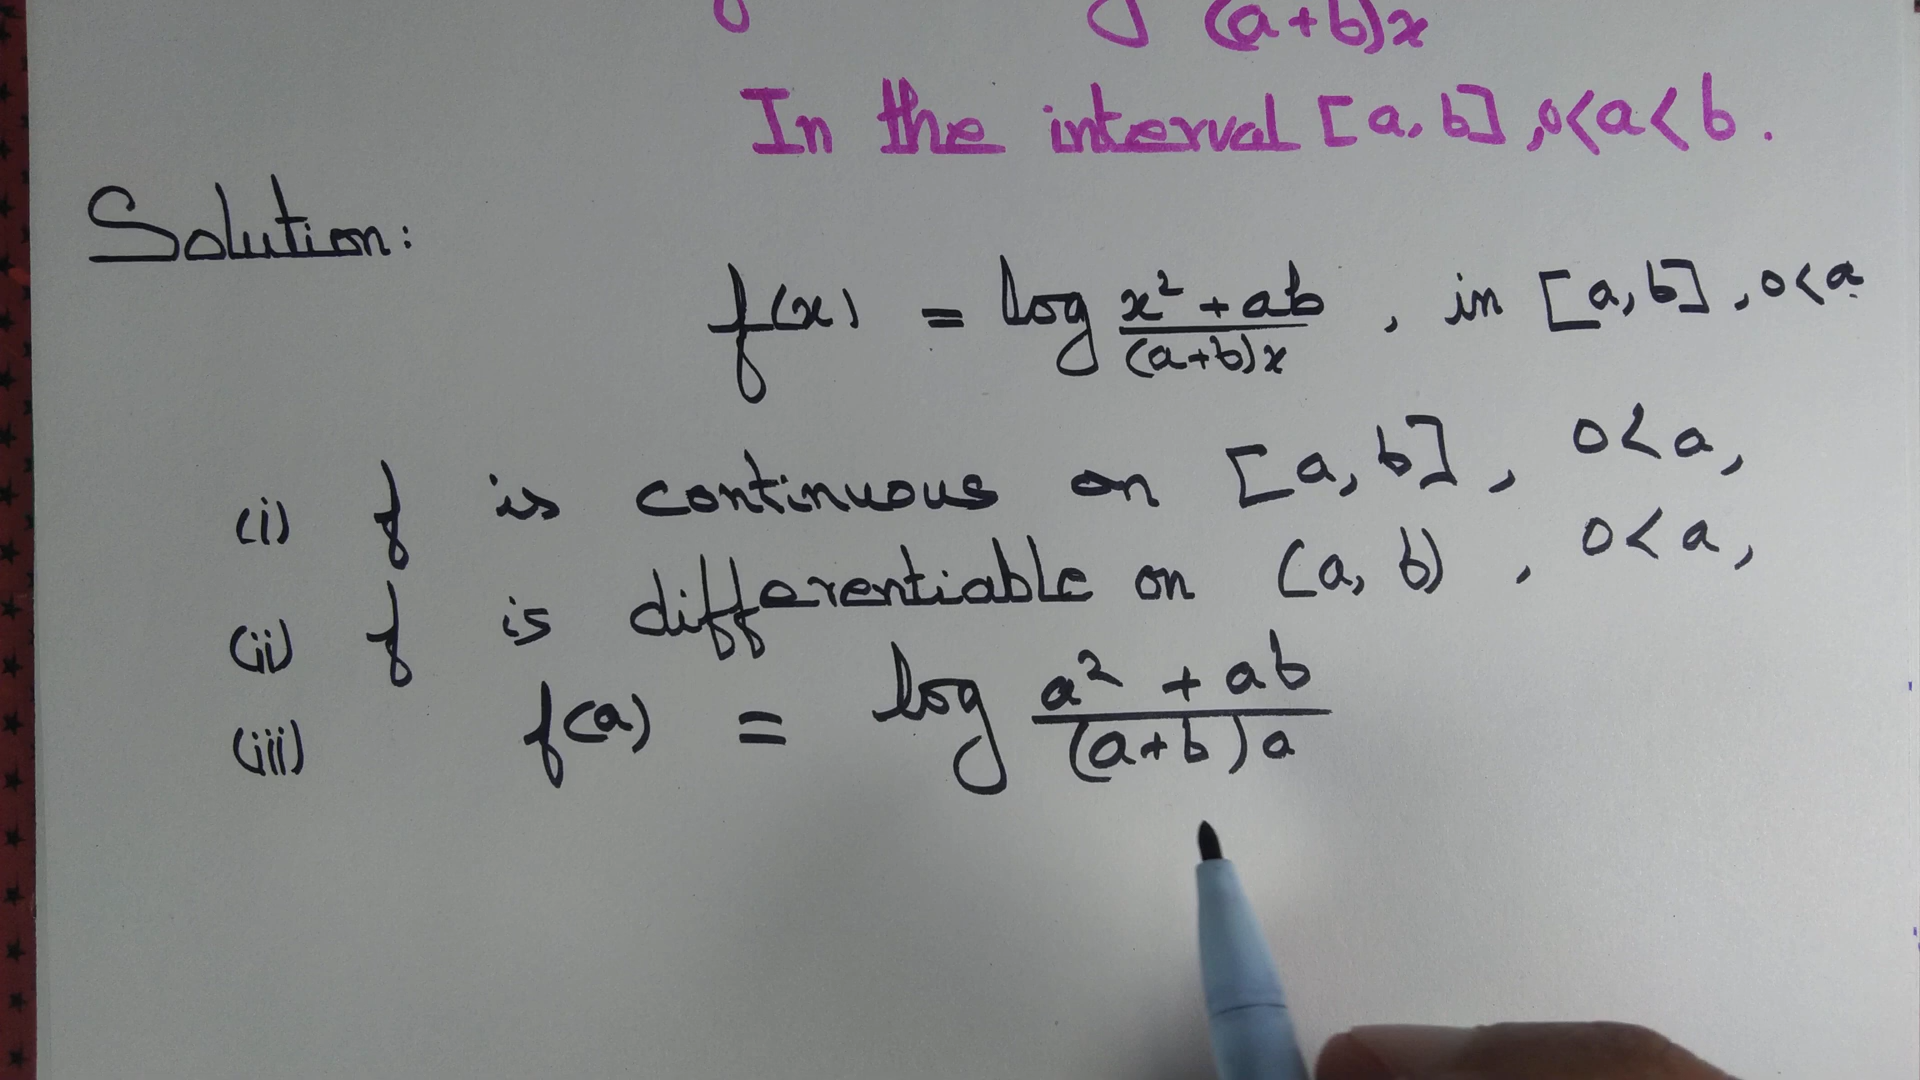 (a+b)x
In the interval [a, b], 0<a<b.
Solution:
f(x) = log x² + ab / (a+b)x , in [a, b], 0<a
(i) f is continuous on [a, b], 0<a,
(ii) f is differentiable on (a, b), 0<a,
(iii) f(a) = log a² + ab / (a+b)a